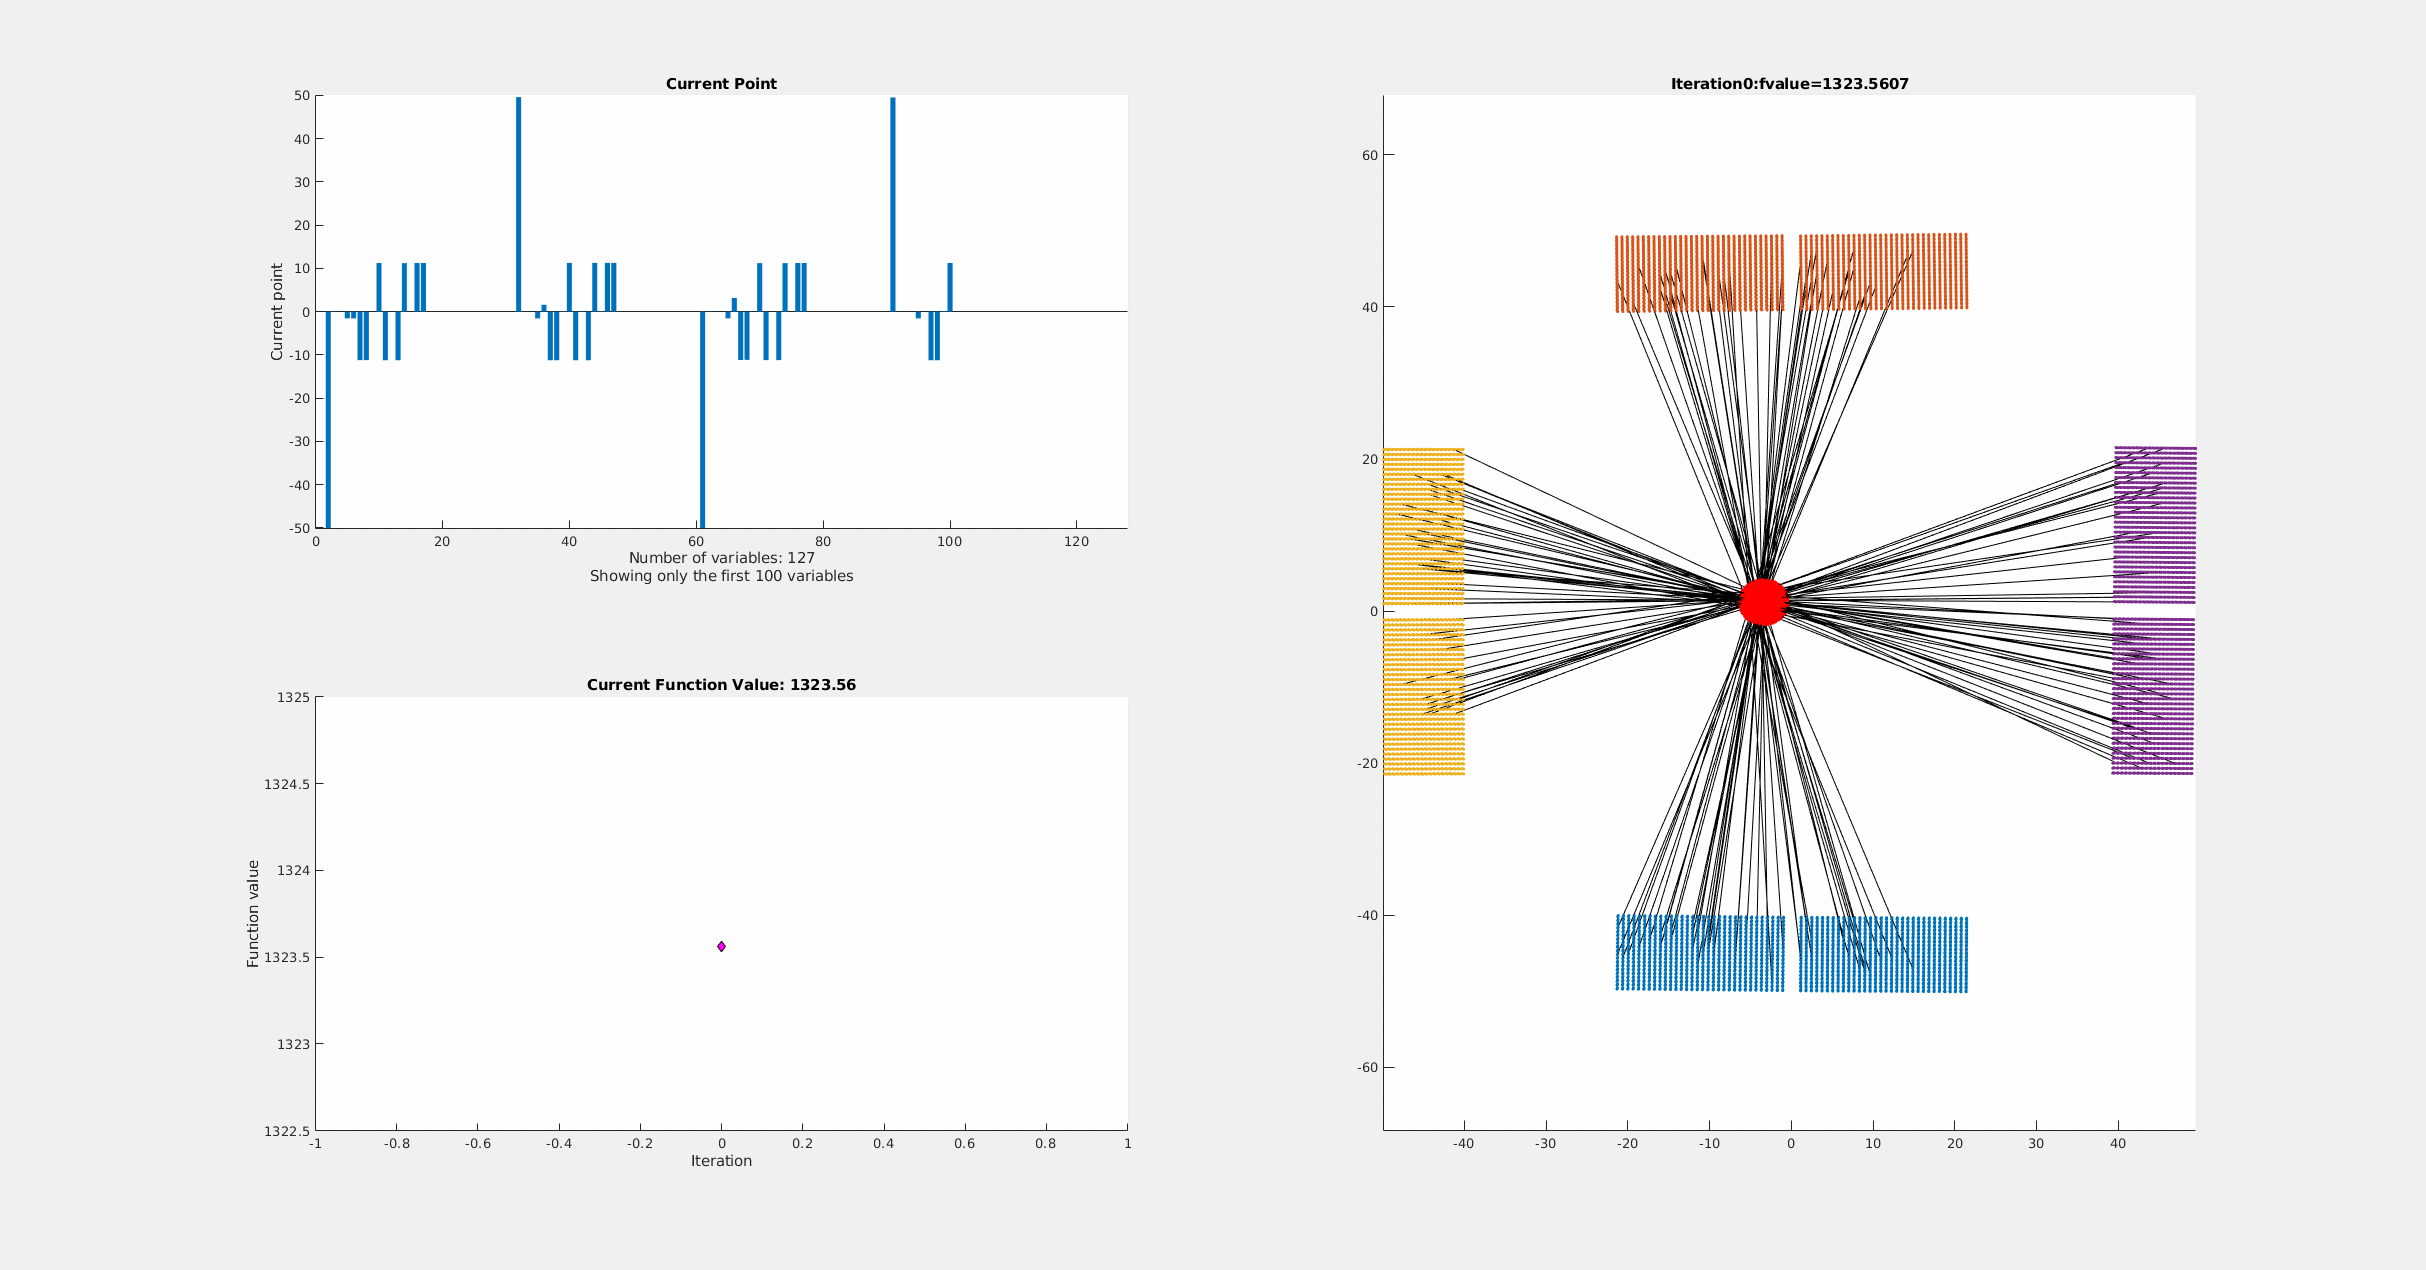 Current Point
50
40
30
20
10
0
-10
-20
-30
-40
-50
Current point
0 20 40 60 80 100 120
Number of variables: 127
Showing only the first 100 variables
Current Function Value: 1323.56
1325
1324.5
1324
1323.5
1323
1322.5
Function value
-1 -0.8 -0.6 -0.4 -0.2 0 0.2 0.4 0.6 0.8 1
Iteration
Iteration0:fvalue=1323.5607
60
40
20
0
-20
-40
-60
-40 -30 -20 -10 0 10 20 30 40